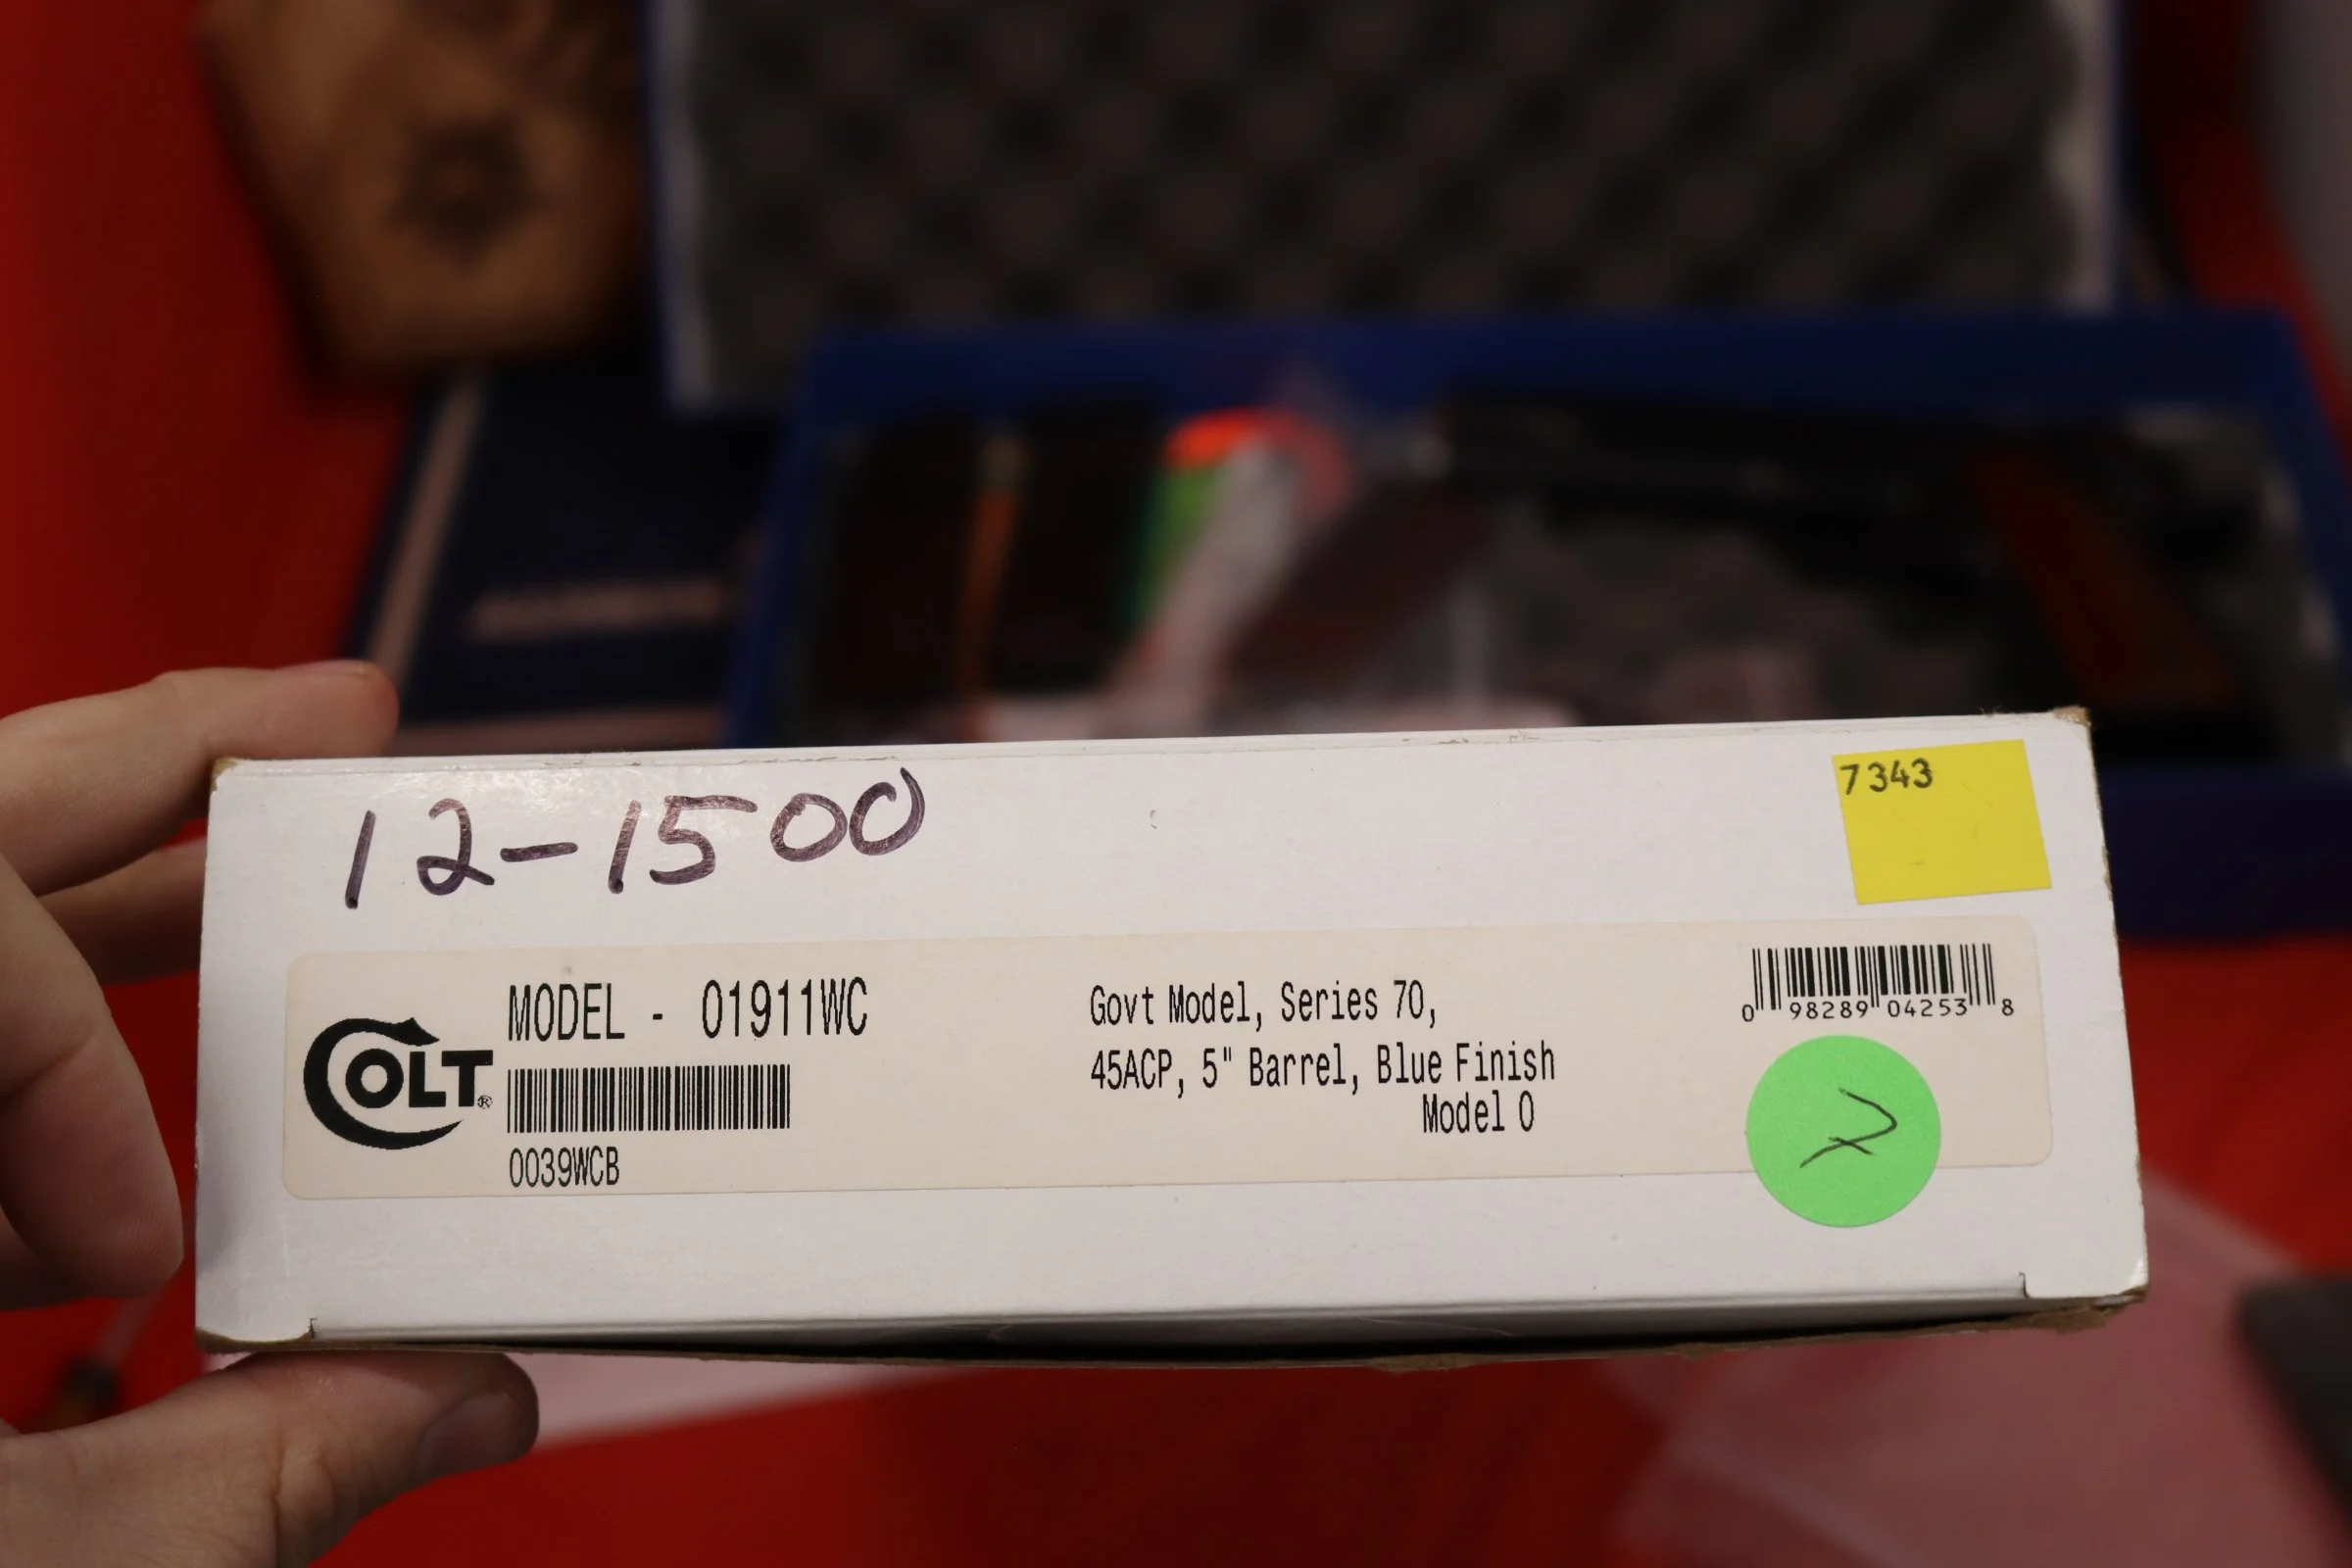 12-1500
7343
COLT®
MODEL - 01911WC
0039WCB
Govt Model, Series 70,
45ACP, 5" Barrel, Blue Finish
Model O
0 98289 04253 8